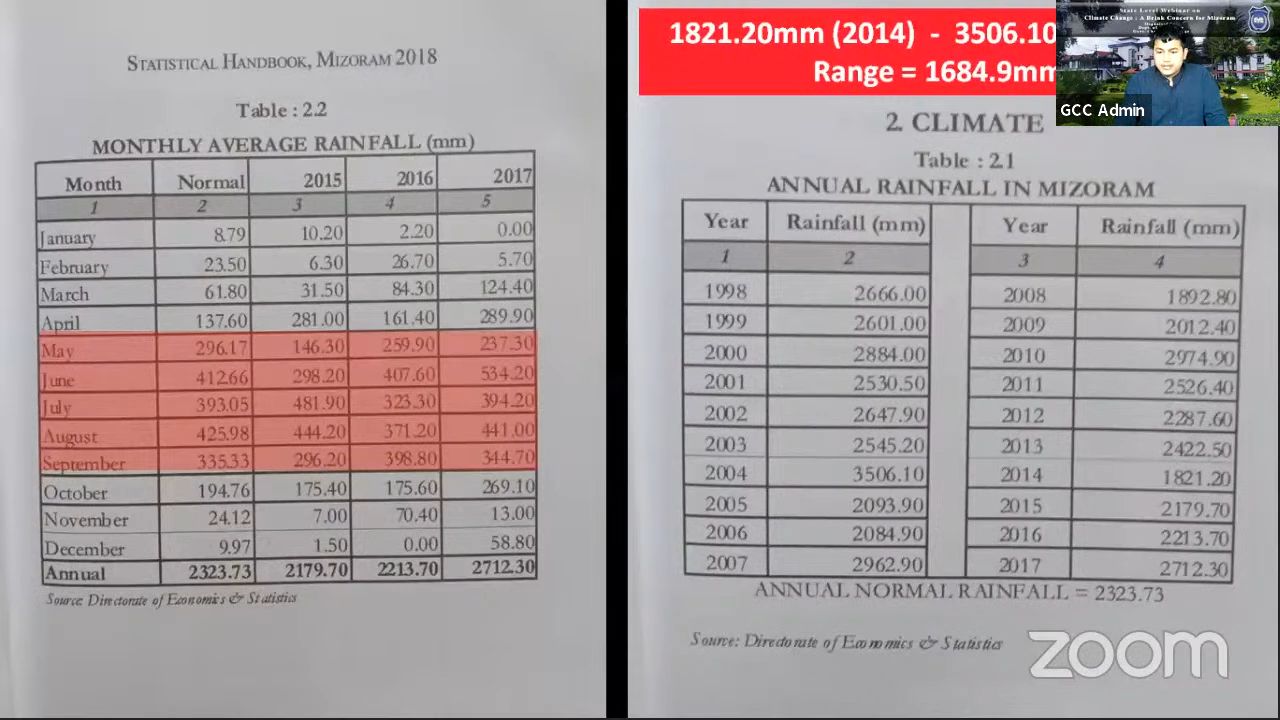 STATISTICAL HANDBOOK, MIZORAM 2018
Table : 2.2
MONTHLY AVERAGE RAINFALL (mm)
Month Normal 2015 2016 2017
1 2 3 4 5
January 8.79 10.20 2.20 0.00
February 23.50 6.30 26.70 5.70
March 61.80 31.50 84.30 124.40
April 137.60 281.00 161.40 289.90
May 296.17 146.30 259.90 237.30
June 412.66 298.20 407.60 534.20
July 393.05 481.90 323.30 394.20
August 425.98 444.20 371.20 441.00
September 335.33 296.20 398.80 344.70
October 194.76 175.40 175.60 269.10
November 24.12 7.00 70.40 13.00
December 9.97 1.50 0.00 58.80
Annual 2323.73 2179.70 2213.70 2712.30
Source: Directorate of Economics & Statistics
1821.20mm (2014) - 3506.10
Range = 1684.9mm
State Level Webinar on
Climate Change : A Brink Concern for Mizoram
GCC Admin
2. CLIMATE
Table : 2.1
ANNUAL RAINFALL IN MIZORAM
Year Rainfall (mm) Year Rainfall (mm)
1 2 3 4
1998 2666.00 2008 1892.80
1999 2601.00 2009 2012.40
2000 2884.00 2010 2974.90
2001 2530.50 2011 2526.40
2002 2647.90 2012 2287.60
2003 2545.20 2013 2422.50
2004 3506.10 2014 1821.20
2005 2093.90 2015 2179.70
2006 2084.90 2016 2213.70
2007 2962.90 2017 2712.30
ANNUAL NORMAL RAINFALL = 2323.73
Source: Directorate of Economics & Statistics
zoom